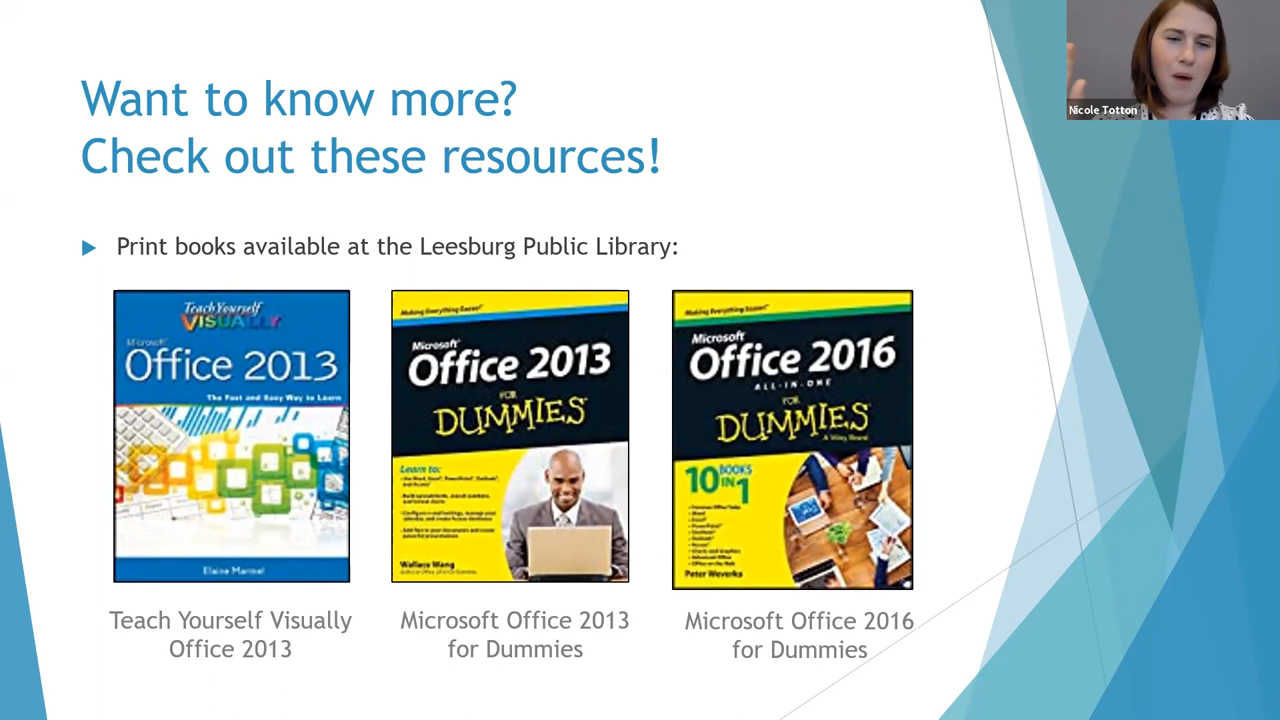 Want to know more?
Check out these resources!
Nicole Totton
Print books available at the Leesburg Public Library:
Teach Yourself
VISUALLY
Microsoft
Office 2013
The Fast and Easy Way to Learn
Elaine Marmel
Making Everything Easier!
Microsoft
Office 2013
FOR
DUMMIES
Learn to:
Wallace Wang
Making Everything Easier!
Microsoft
Office 2016
ALL-IN-ONE
FOR
DUMMIES
A Wiley Brand
10 BOOKS
IN 1
Peter Weverka
Teach Yourself Visually
Office 2013
Microsoft Office 2013
for Dummies
Microsoft Office 2016
for Dummies